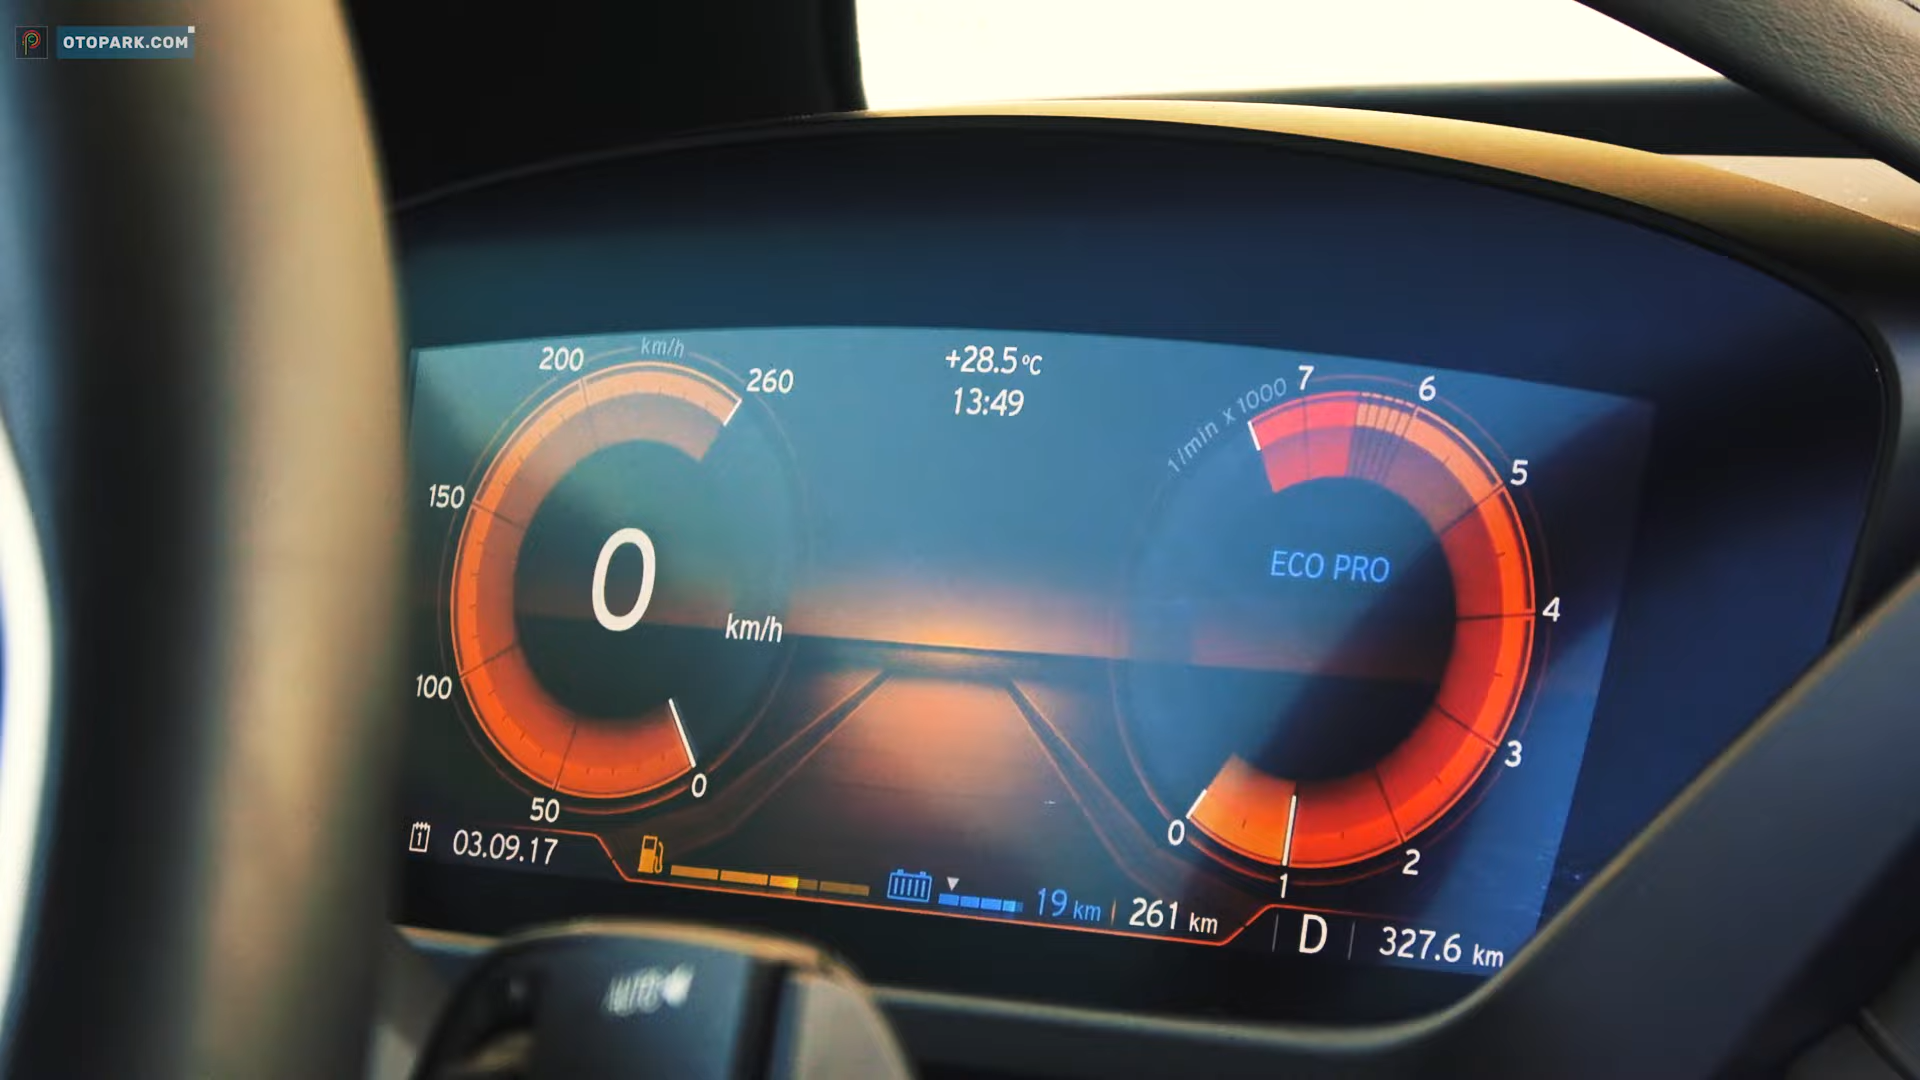 OTOPARK.COM
+28.5°C
13:49
km/h
200
260
150
100
50
0
0
km/h
1/min x 1000
7
6
5
4
3
2
1
0
ECO PRO
1
03.09.17
19 km
261 km
D
327.6 km